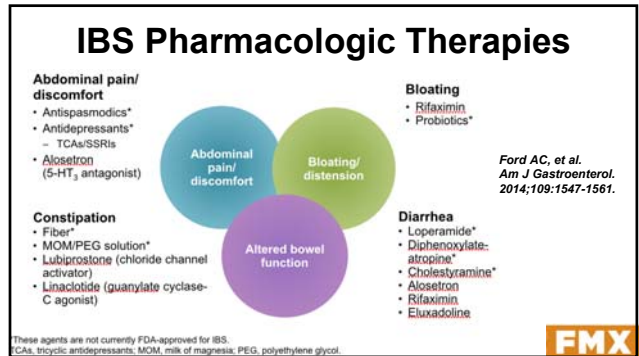 IBS Pharmacologic Therapies
Abdominal pain/
discomfort
• Antispasmodics*
• Antidepressants*
– TCAs/SSRIs
• Alosetron
(5-HT₃ antagonist)
Constipation
• Fiber*
• MOM/PEG solution*
• Lubiprostone (chloride channel
activator)
• Linaclotide (guanylate cyclase-
C agonist)
Abdominal
pain/
discomfort
Bloating/
distension
Altered bowel
function
Bloating
• Rifaximin
• Probiotics*
Ford AC, et al.
Am J Gastroenterol.
2014;109:1547-1561.
Diarrhea
• Loperamide*
• Diphenoxylate-
atropine*
• Cholestyramine*
• Alosetron
• Rifaximin
• Eluxadoline
*These agents are not currently FDA-approved for IBS.
TCAs, tricyclic antidepressants; MOM, milk of magnesia; PEG, polyethylene glycol.
FMX